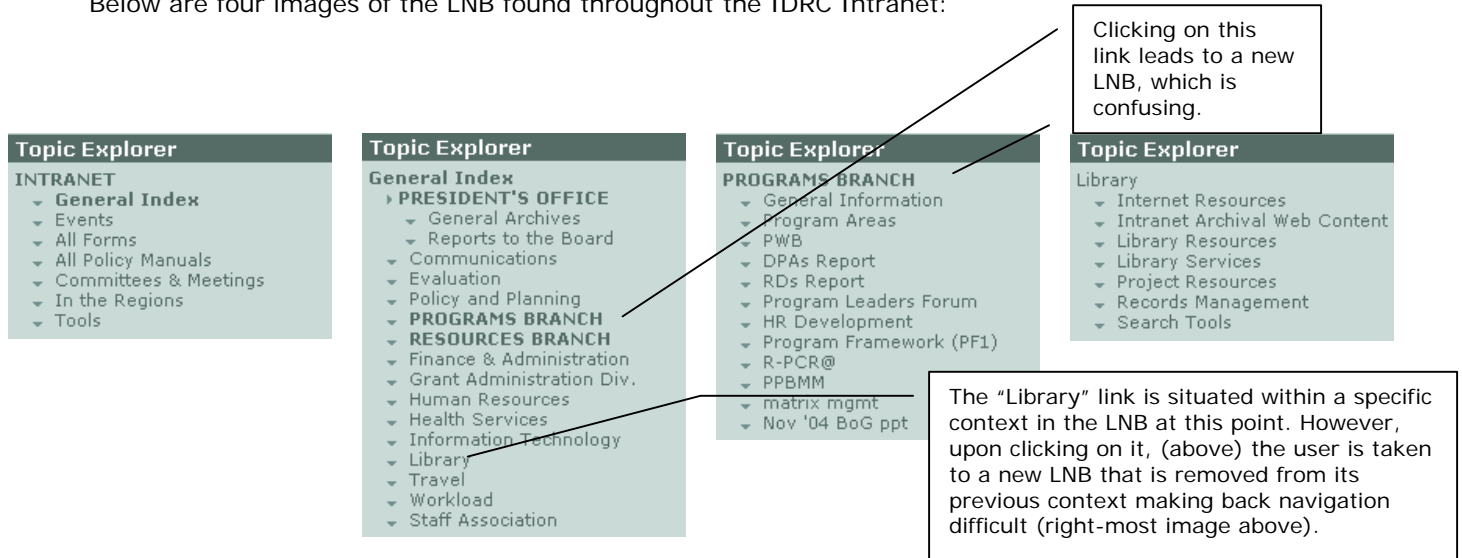 Below are four images of the LNB found throughout the IDRC Intranet:
Clicking on this
link leads to a new
LNB, which is
confusing.
Topic Explorer
INTRANET
General Index
Events
All Forms
All Policy Manuals
Committees & Meetings
In the Regions
Tools
Topic Explorer
General Index
PRESIDENT'S OFFICE
General Archives
Reports to the Board
Communications
Evaluation
Policy and Planning
PROGRAMS BRANCH
RESOURCES BRANCH
Finance & Administration
Grant Administration Div.
Human Resources
Health Services
Information Technology
Library
Travel
Workload
Staff Association
Topic Explorer
PROGRAMS BRANCH
General Information
Program Areas
PWB
DPAs Report
RDs Report
Program Leaders Forum
HR Development
Program Framework (PF1)
R-PCR@
PPBMM
matrix mgmt
Nov '04 BoG ppt
Topic Explorer
Library
Internet Resources
Intranet Archival Web Content
Library Resources
Library Services
Project Resources
Records Management
Search Tools
The “Library” link is situated within a specific
context in the LNB at this point. However,
upon clicking on it, (above) the user is taken
to a new LNB that is removed from its
previous context making back navigation
difficult (right-most image above).